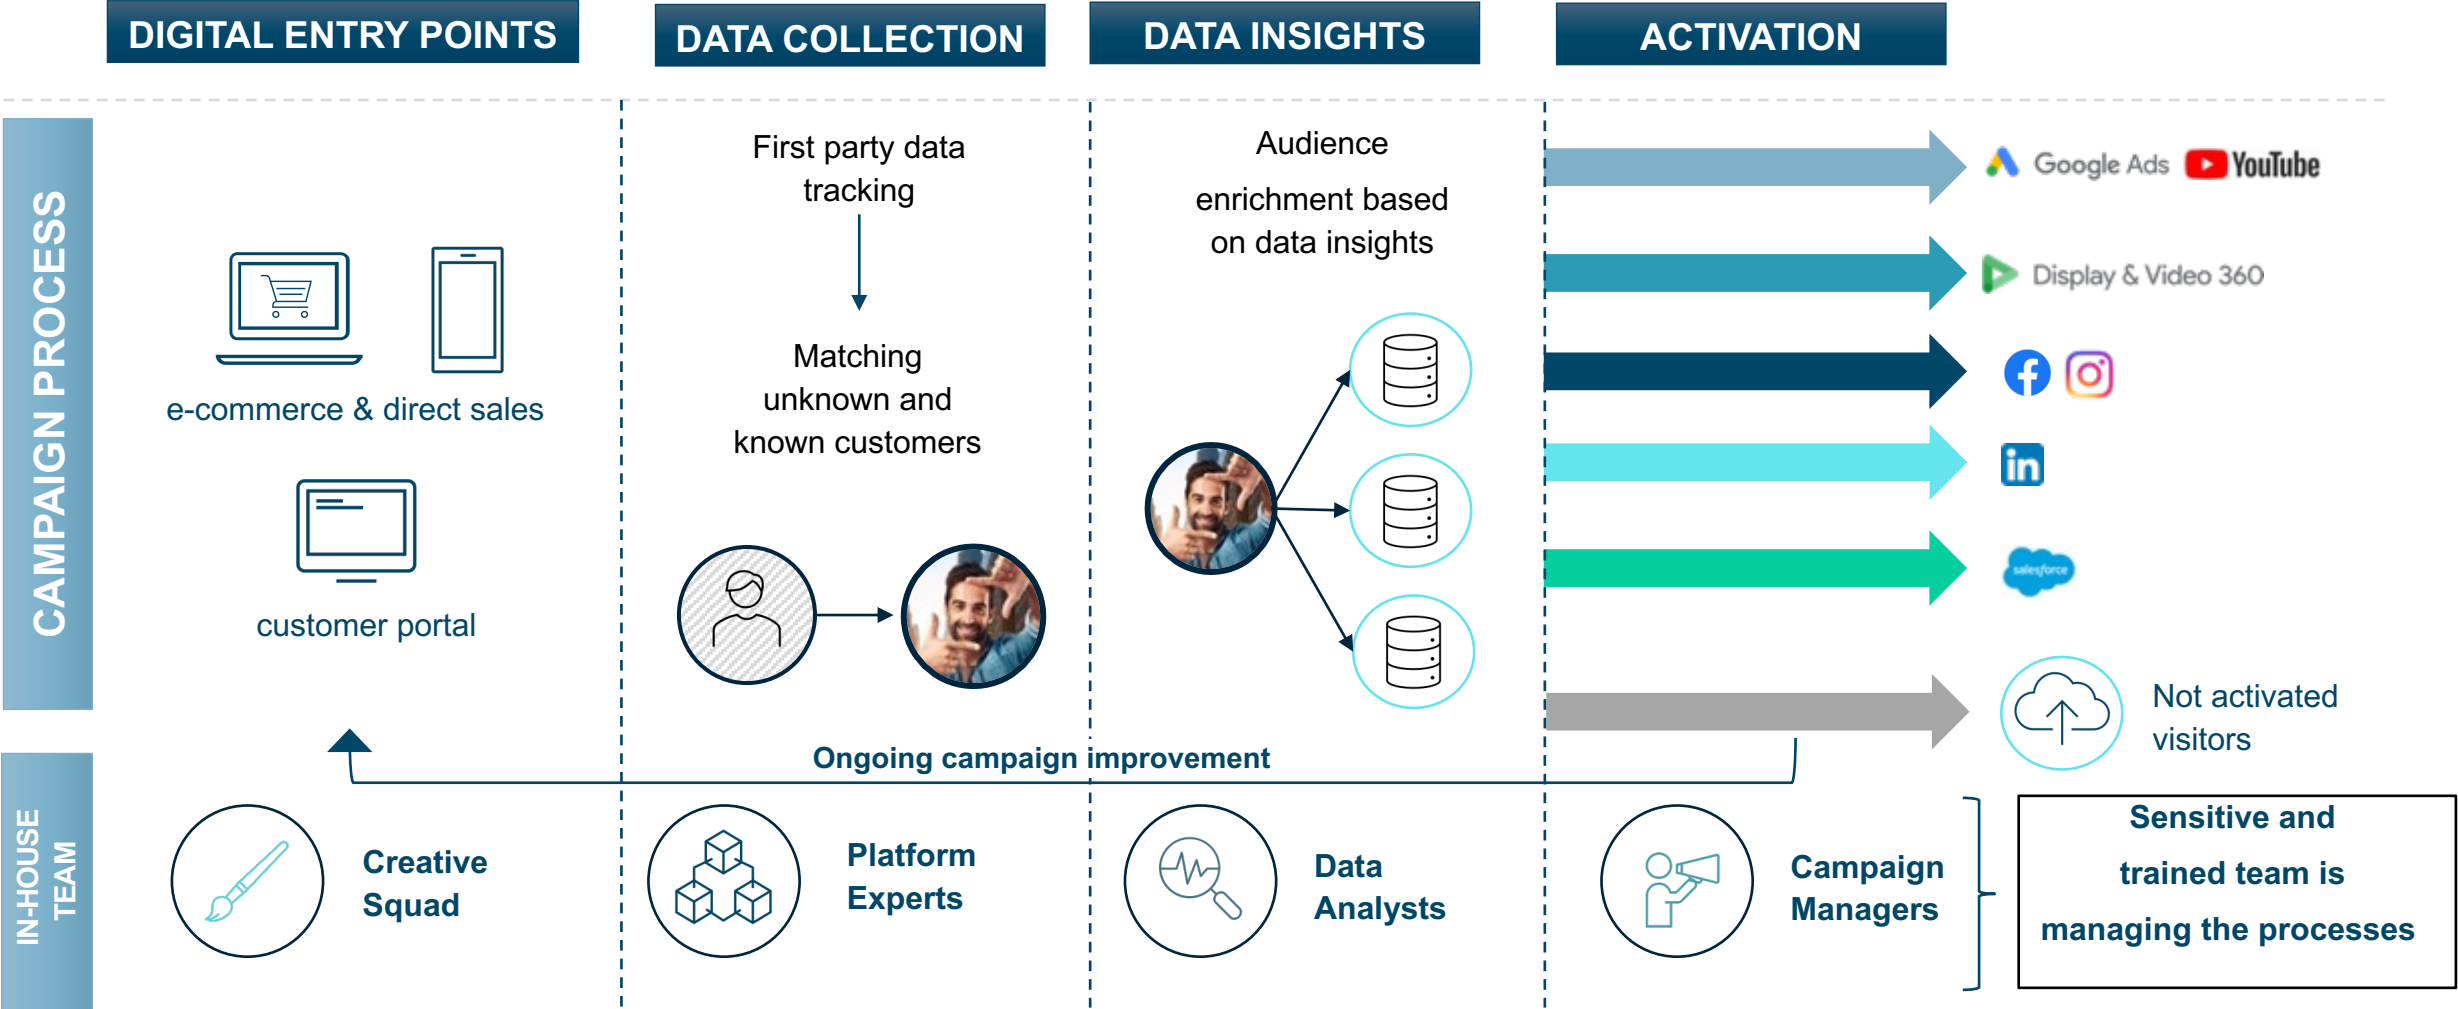 DIGITAL ENTRY POINTS
DATA COLLECTION
DATA INSIGHTS
ACTIVATION
CAMPAIGN PROCESS
e-commerce & direct sales
customer portal
First party data
tracking
Matching
unknown and
known customers
Audience
enrichment based
on data insights
Google Ads YouTube
Display & Video 360
in
salesforce
Not activated
visitors
Ongoing campaign improvement
IN-HOUSE
TEAM
Creative
Squad
Platform
Experts
Data
Analysts
Campaign
Managers
Sensitive and
trained team is
managing the processes